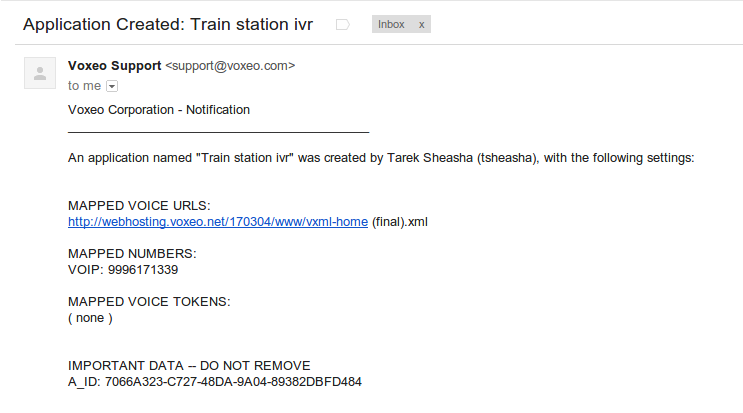 Application Created: Train station ivr Inbox x
Voxeo Support <support@voxeo.com>
to me
Voxeo Corporation - Notification
An application named "Train station ivr" was created by Tarek Sheasha (tsheasha), with the following settings:
MAPPED VOICE URLS:
http://webhosting.voxeo.net/170304/www/vxml-home (final).xml
MAPPED NUMBERS:
VOIP: 9996171339
MAPPED VOICE TOKENS:
( none )
IMPORTANT DATA -- DO NOT REMOVE
A_ID: 7066A323-C727-48DA-9A04-89382DBFD484